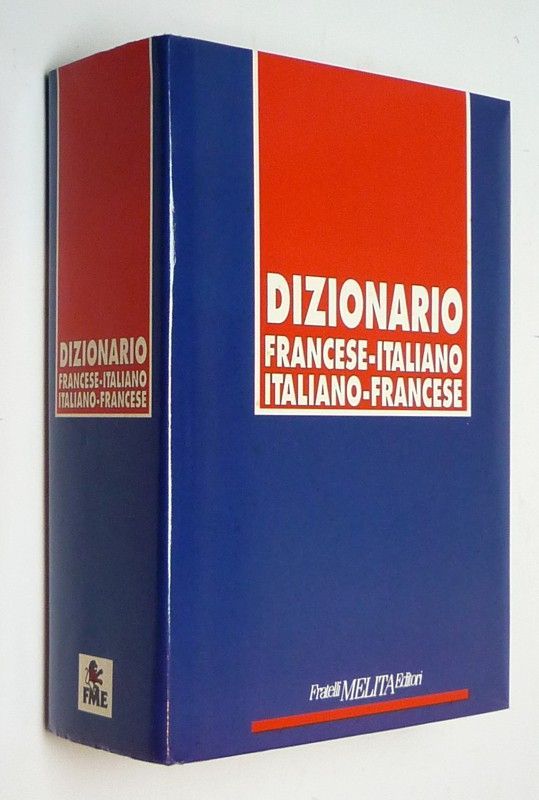 DIZIONARIO
FRANCESE-ITALIANO
ITALIANO-FRANCESE
FME
DIZIONARIO
FRANCESE-ITALIANO
ITALIANO-FRANCESE
Fratelli MELITA Editori